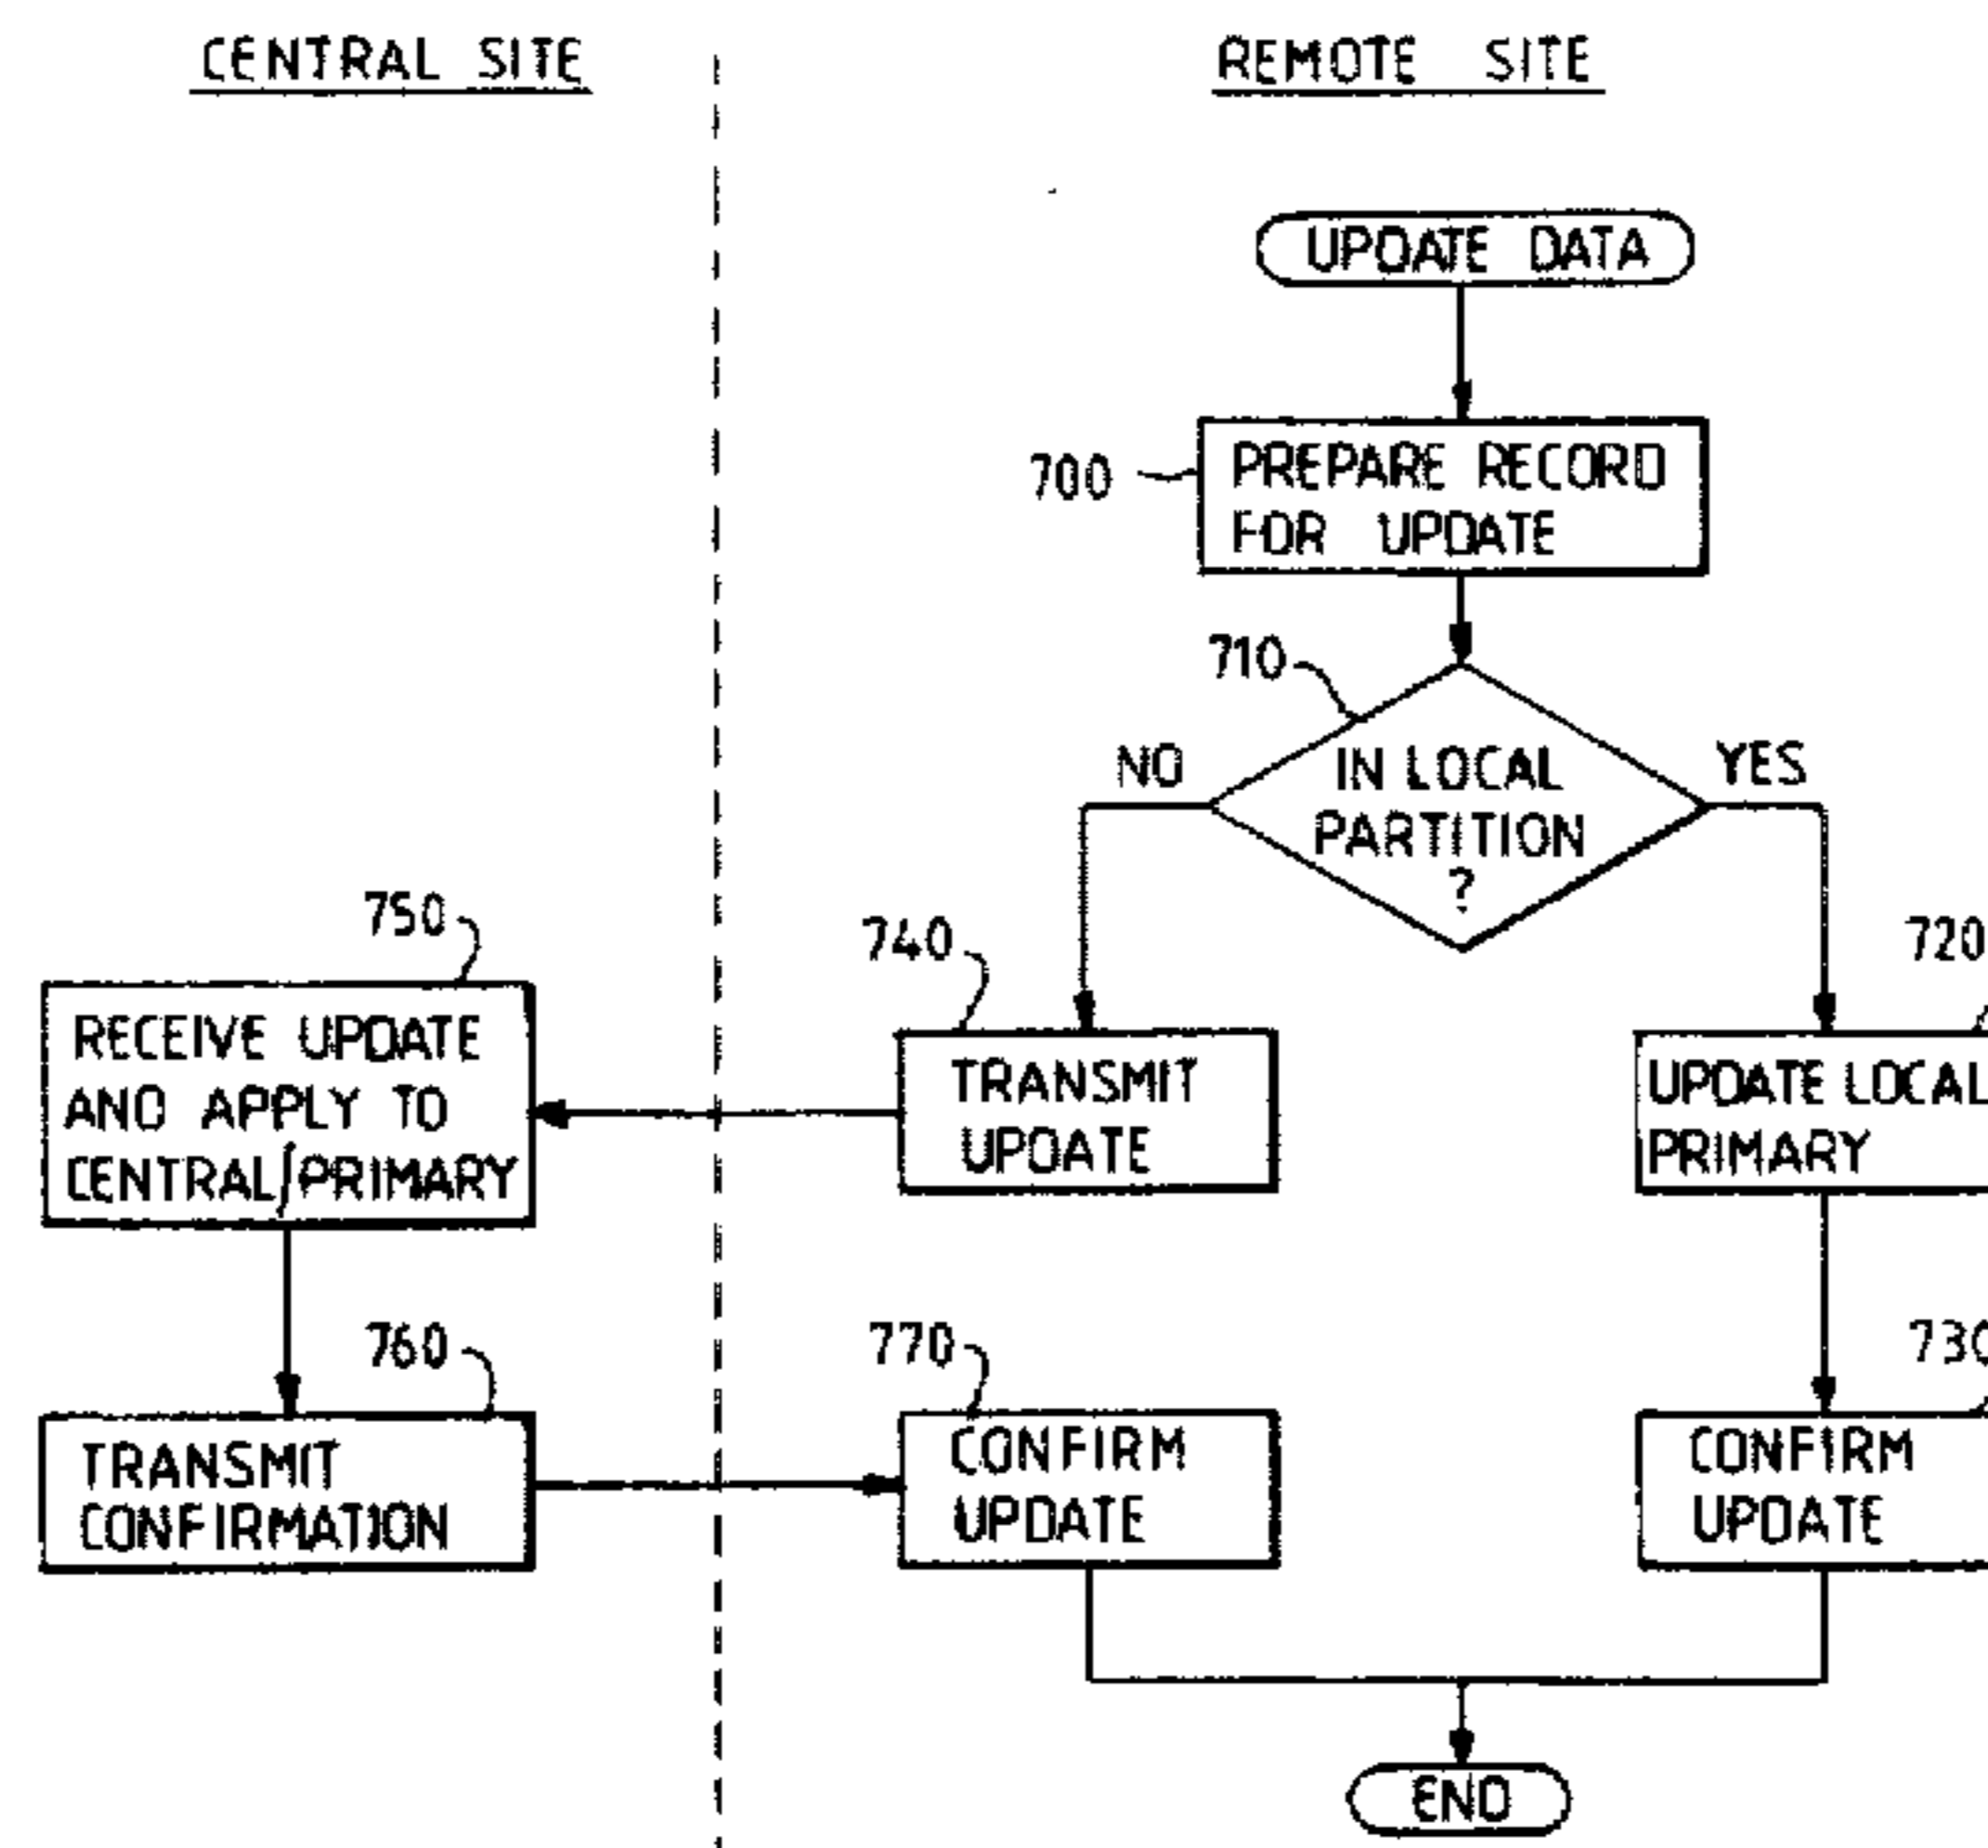 CENTRAL SITE
REMOTE SITE
UPDATE DATA
700
PREPARE RECORD
FOR UPDATE
710
NO
IN LOCAL
PARTITION
?
YES
750
740
720
RECEIVE UPDATE
AND APPLY TO
CENTRAL/PRIMARY
TRANSMIT
UPDATE
UPDATE LOCAL
PRIMARY
760
770
730
TRANSMIT
CONFIRMATION
CONFIRM
UPDATE
CONFIRM
UPDATE
END